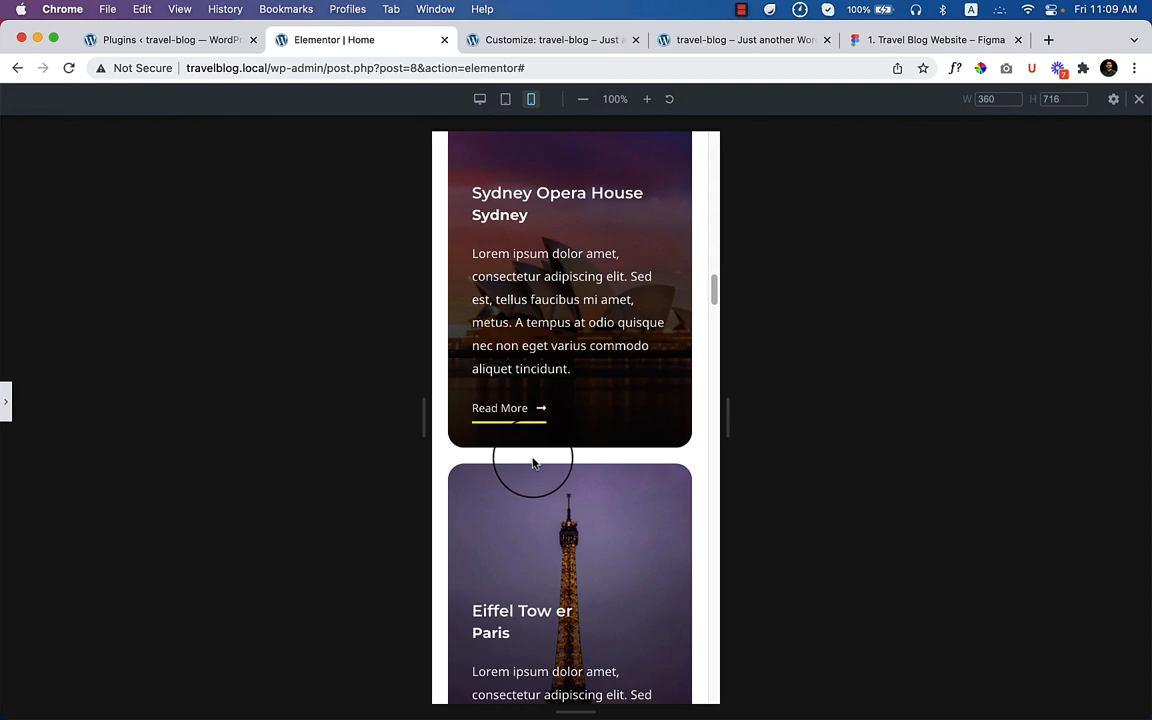 Chrome File Edit View History Bookmarks Profiles Tab Window Help 100% A Fri 11:09 AM
Plugins ‹ travel-blog — WordPr
Elementor | Home
Customize: travel-blog – Just a
travel-blog – Just another Wor
1. Travel Blog Website – Figma
Not Secure travelblog.local/wp-admin/post.php?post=8&action=elementor# f? U 7
100% W 360 H 716
Sydney Opera House
Sydney
Lorem ipsum dolor amet,
consectetur adipiscing elit. Sed
est, tellus faucibus mi amet,
metus. A tempus at odio quisque
nec non eget varius commodo
aliquet tincidunt.
Read More
Eiffel Tow er
Paris
Lorem ipsum dolor amet,
consectetur adipiscing elit. Sed